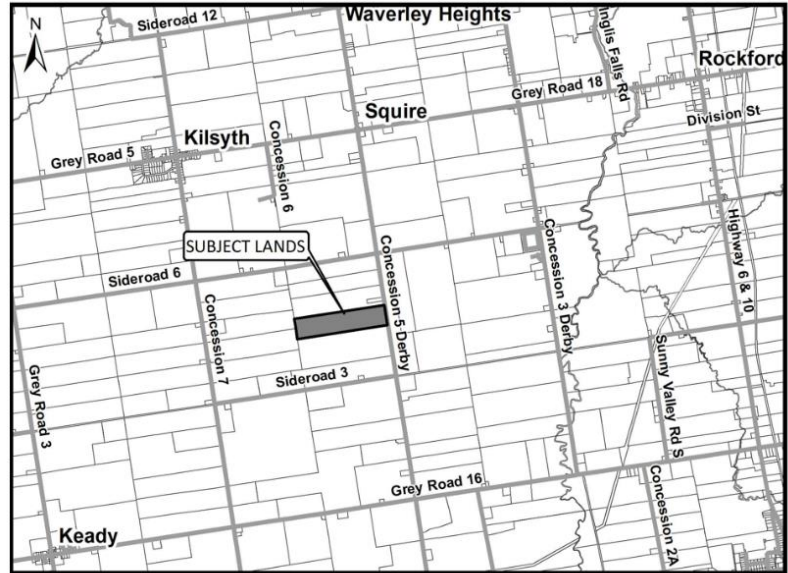 Sideroad 12
Waverley Heights
Inglis Falls Rd
N
Rockford
Grey Road 18
Squire
Division St
Kilsyth
Concession 6
Grey Road 5
SUBJECT LANDS
Concession 5 Derby
Concession 3 Derby
Highway 6 & 10
Sideroad 6
Concession 7
Grey Road 3
Sideroad 3
Sunny Valley Rd S
Grey Road 16
Concession 2A
Keady